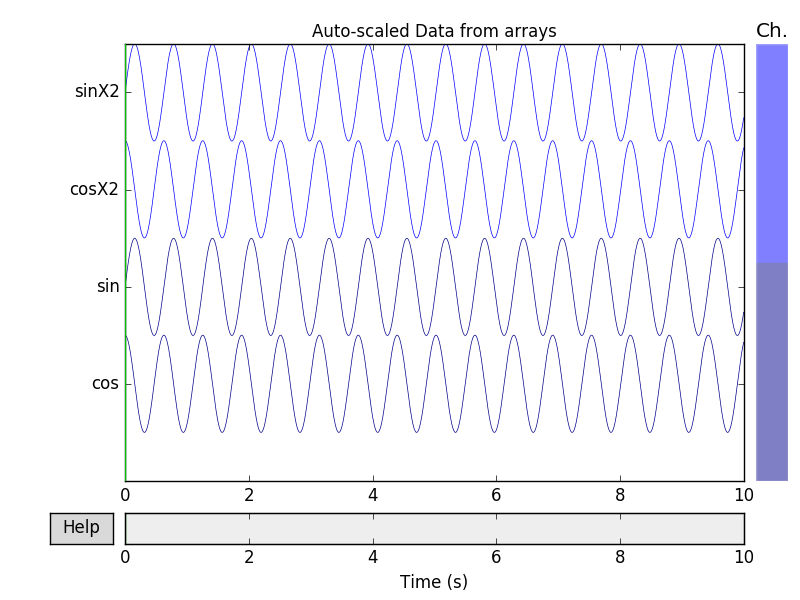 Auto-scaled Data from arrays
Ch.
sinX2
cosX2
sin
cos
0 2 4 6 8 10
Help
0 2 4 6 8 10
Time (s)